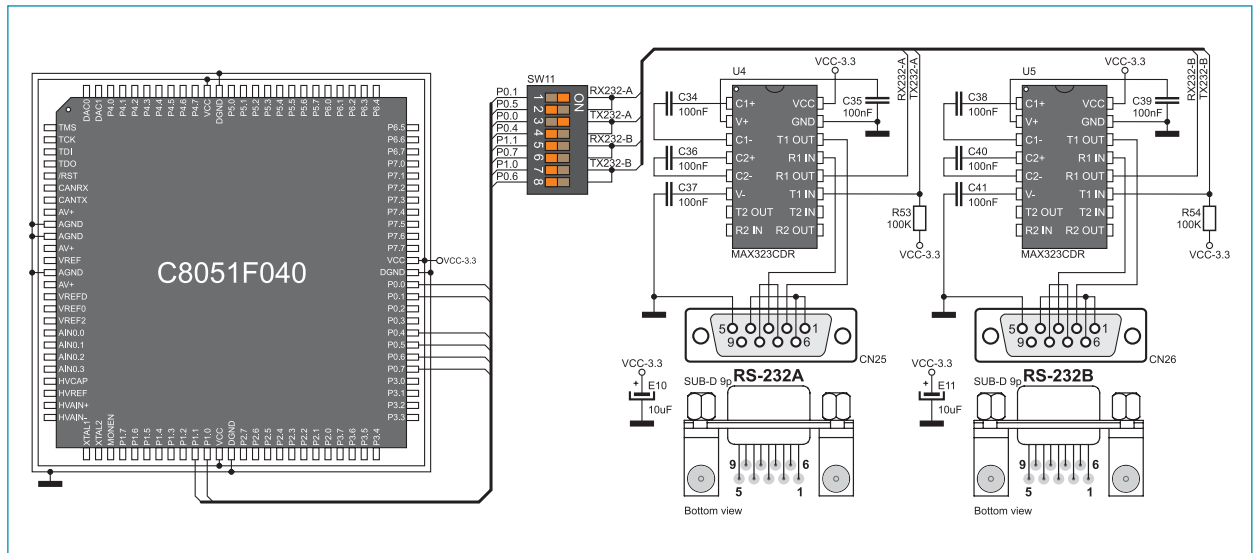 DAC0
DAC1
P4.0
P4.1
P4.2
P4.3
P4.4
P4.5
P4.6
P4.7
VCC
DGND
P5.0
P5.1
P5.2
P5.3
P5.4
P5.5
P5.6
P5.7
P6.0
P6.1
P6.2
P6.3
P6.4
TMS
TCK
TDI
TDO
/RST
CANRX
CANTX
AV+
AGND
AGND
AV+
VREF
AGND
AV+
VREFD
VREF0
VREF2
AIN0.0
AIN0.1
AIN0.2
AIN0.3
HVCAP
HVREF
HVAIN+
HVAIN-
C8051F040
P6.5
P6.6
P6.7
P7.0
P7.1
P7.2
P7.3
P7.4
P7.5
P7.6
P7.7
VCC
DGND
P0.0
P0.1
P0.2
P0.3
P0.4
P0.5
P0.6
P0.7
P3.0
P3.1
P3.2
P3.3
VCC-3.3
XTAL1
XTAL2
MONEN
P1.7
P1.6
P1.5
P1.4
P1.3
P1.2
P1.1
P1.0
VCC
DGND
P2.7
P2.6
P2.5
P2.4
P2.3
P2.2
P2.1
P2.0
P3.7
P3.6
P3.5
P3.4
SW11
P0.1
P0.5
P0.0
P0.4
P1.1
P0.7
P1.0
P0.6
1
2
3
4
5
6
7
8
ON
RX232-A
TX232-A
RX232-B
TX232-B
U4
VCC-3.3
C34
100nF
C35
100nF
C36
100nF
C37
100nF
C1+
V+
C1-
C2+
C2-
V-
T2 OUT
R2 IN
VCC
GND
T1 OUT
R1 IN
R1 OUT
T1 IN
T2 IN
R2 OUT
MAX323CDR
RX232-A
TX232-A
R53
100K
VCC-3.3
5
1
9
6
CN25
VCC-3.3
+
E10
10uF
SUB-D 9p
RS-232A
9
6
5
1
Bottom view
U5
VCC-3.3
C38
100nF
C39
100nF
C40
100nF
C41
100nF
C1+
V+
C1-
C2+
C2-
V-
T2 OUT
R2 IN
VCC
GND
T1 OUT
R1 IN
R1 OUT
T1 IN
T2 IN
R2 OUT
MAX323CDR
RX232-B
TX232-B
R54
100K
VCC-3.3
5
1
9
6
CN26
VCC-3.3
+
E11
10uF
SUB-D 9p
RS-232B
9
6
5
1
Bottom view